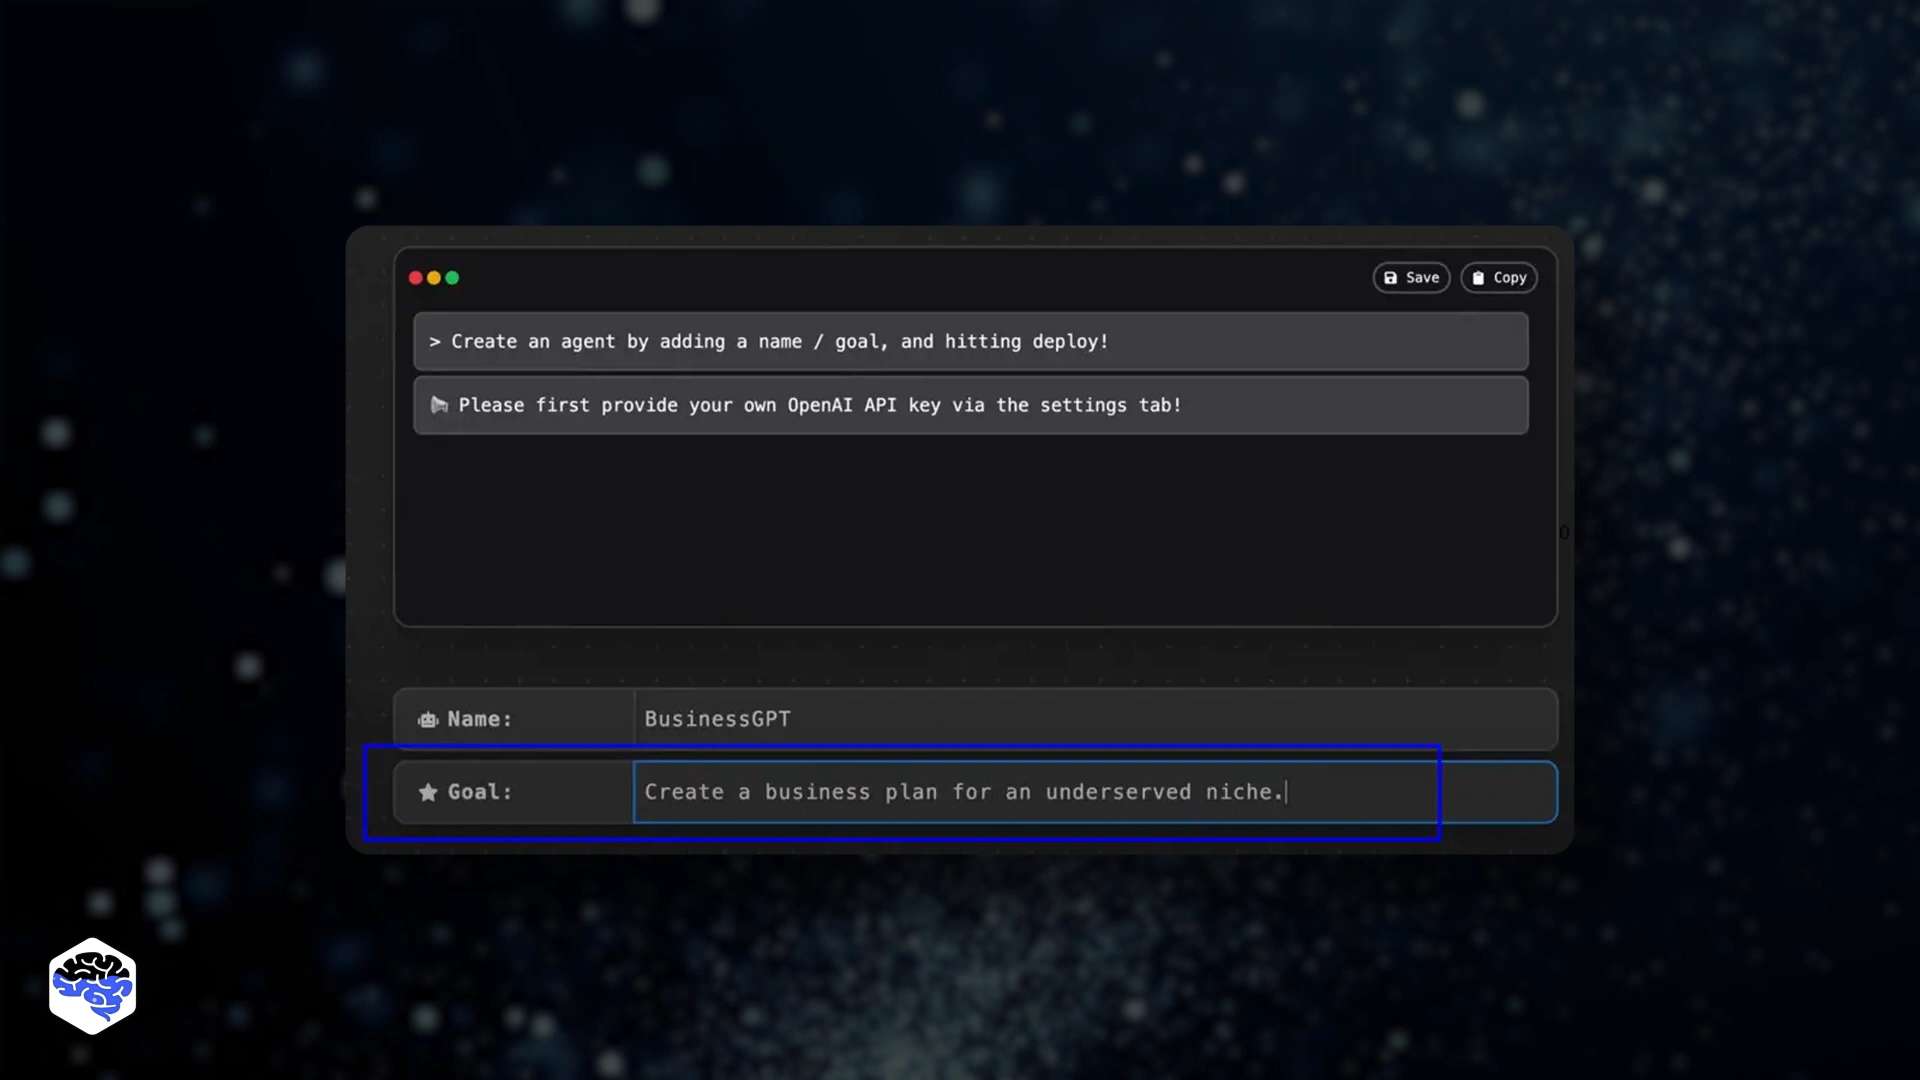 Save Copy
> Create an agent by adding a name / goal, and hitting deploy!
Please first provide your own OpenAI API key via the settings tab!
0
Name: BusinessGPT
Goal: Create a business plan for an underserved niche.